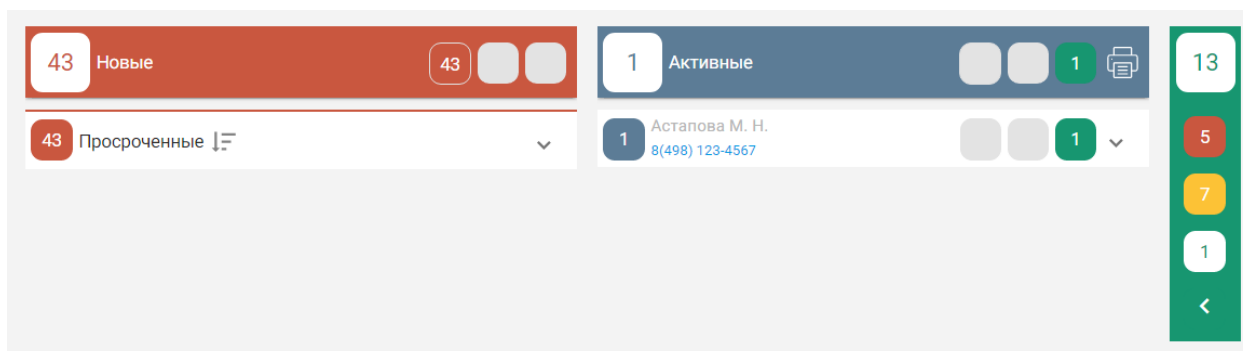 43 Новые 43
43 Просроченные
1 Активные 1
1 Астапова М. Н. 1
8(498) 123-4567
13
5
7
1